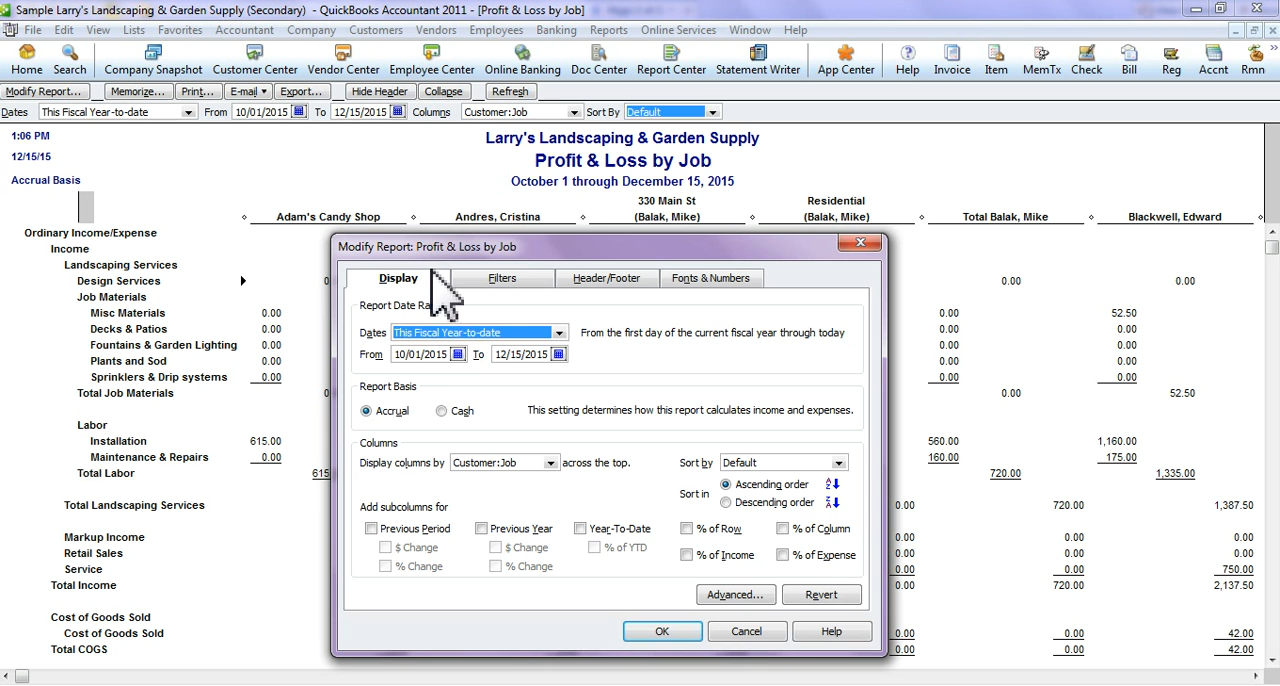 Sample Larry's Landscaping & Garden Supply (Secondary) - QuickBooks Accountant 2011 - [Profit & Loss by Job]
File Edit View Lists Favorites Accountant Company Customers Vendors Employees Banking Reports Online Services Window Help
Home Search Company Snapshot Customer Center Vendor Center Employee Center Online Banking Doc Center Report Center Statement Writer App Center Help Invoice Item MemTx Check Bill Reg Accnt Rmn
Modify Report... Memorize... Print... E-mail Export... Hide Header Collapse Refresh
Dates This Fiscal Year-to-date From 10/01/2015 To 12/15/2015 Columns Customer:Job Sort By Default
1:06 PM Larry's Landscaping & Garden Supply
12/15/15 Profit & Loss by Job
Accrual Basis October 1 through December 15, 2015
330 Main St Residential
Adam's Candy Shop Andres, Cristina (Balak, Mike) (Balak, Mike) Total Balak, Mike Blackwell, Edward
Ordinary Income/Expense
Income
Landscaping Services
Design Services 0.00 0.00
Job Materials
Misc Materials 0.00 0.00 52.50
Decks & Patios 0.00 0.00 0.00
Fountains & Garden Lighting 0.00 0.00 0.00
Plants and Sod 0.00 0.00 0.00
Sprinklers & Drip systems 0.00 0.00 0.00
Total Job Materials 0.00 52.50
Labor
Installation 615.00 560.00 1,160.00
Maintenance & Repairs 0.00 160.00 175.00
Total Labor 615 720.00 1,335.00
Total Landscaping Services 0.00 720.00 1,387.50
Markup Income 0.00 0.00 0.00
Retail Sales 0.00 0.00 0.00
Service 0.00 0.00 750.00
Total Income 0.00 720.00 2,137.50
Cost of Goods Sold
Cost of Goods Sold 0.00 0.00 42.00
Total COGS 0.00 0.00 42.00
Modify Report: Profit & Loss by Job
Display Filters Header/Footer Fonts & Numbers
Report Date Ra
Dates This Fiscal Year-to-date From the first day of the current fiscal year through today
From 10/01/2015 To 12/15/2015
Report Basis
Accrual Cash This setting determines how this report calculates income and expenses.
Columns
Display columns by Customer:Job across the top. Sort by Default
Sort in Ascending order
Descending order
Add subcolumns for
Previous Period Previous Year Year-To-Date % of Row % of Column
$ Change $ Change % of YTD % of Income % of Expense
% Change % Change
Advanced... Revert
OK Cancel Help